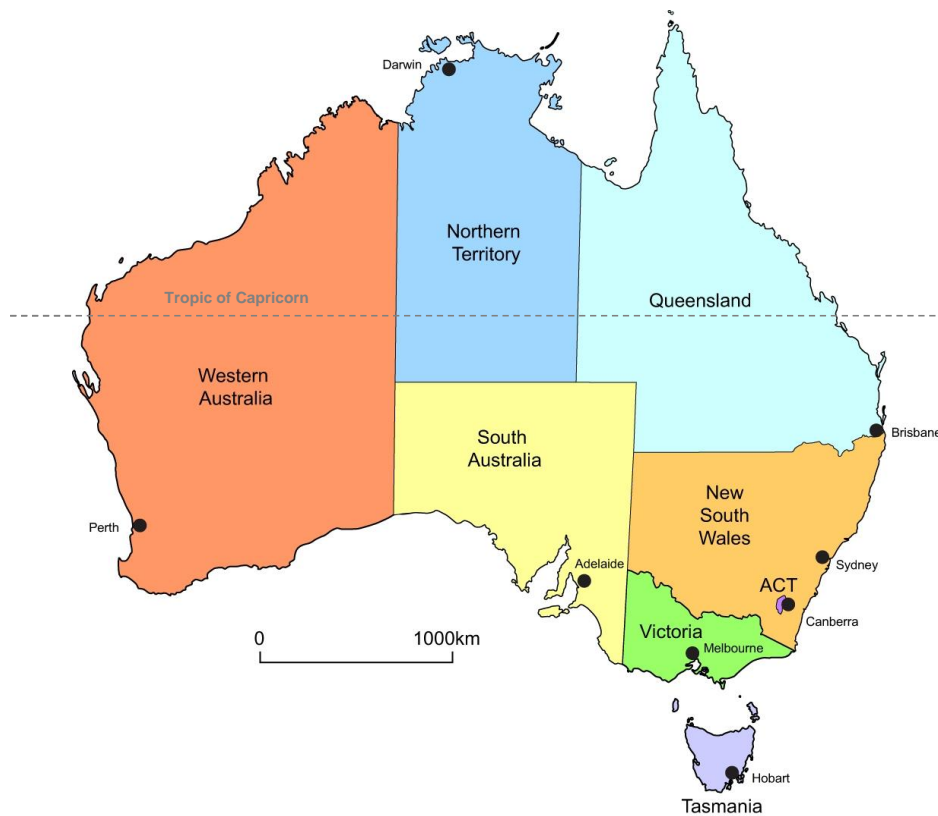 Darwin
Northern
Territory
Tropic of Capricorn
Queensland
Western
Australia
South
Australia
Brisbane
New
South
Wales
Perth
Adelaide
Sydney
ACT
Canberra
Victoria
Melbourne
0 1000km
Hobart
Tasmania